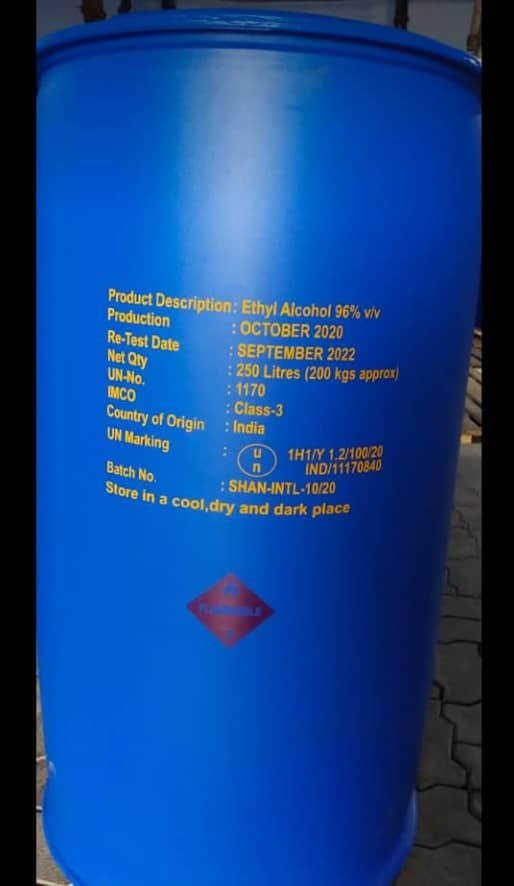 Product Description : Ethyl Alcohol 96% v/v
Production : OCTOBER 2020
Re-Test Date : SEPTEMBER 2022
Net Qty : 250 Litres (200 kgs approx)
UN-No. : 1170
IMCO : Class-3
Country of Origin : India
UN Marking : u n 1H1/Y 1.2/100/20
IND/11170840
Batch No. : SHAN-INTL-10/20
Store in a cool,dry and dark place
FLAMMABLE